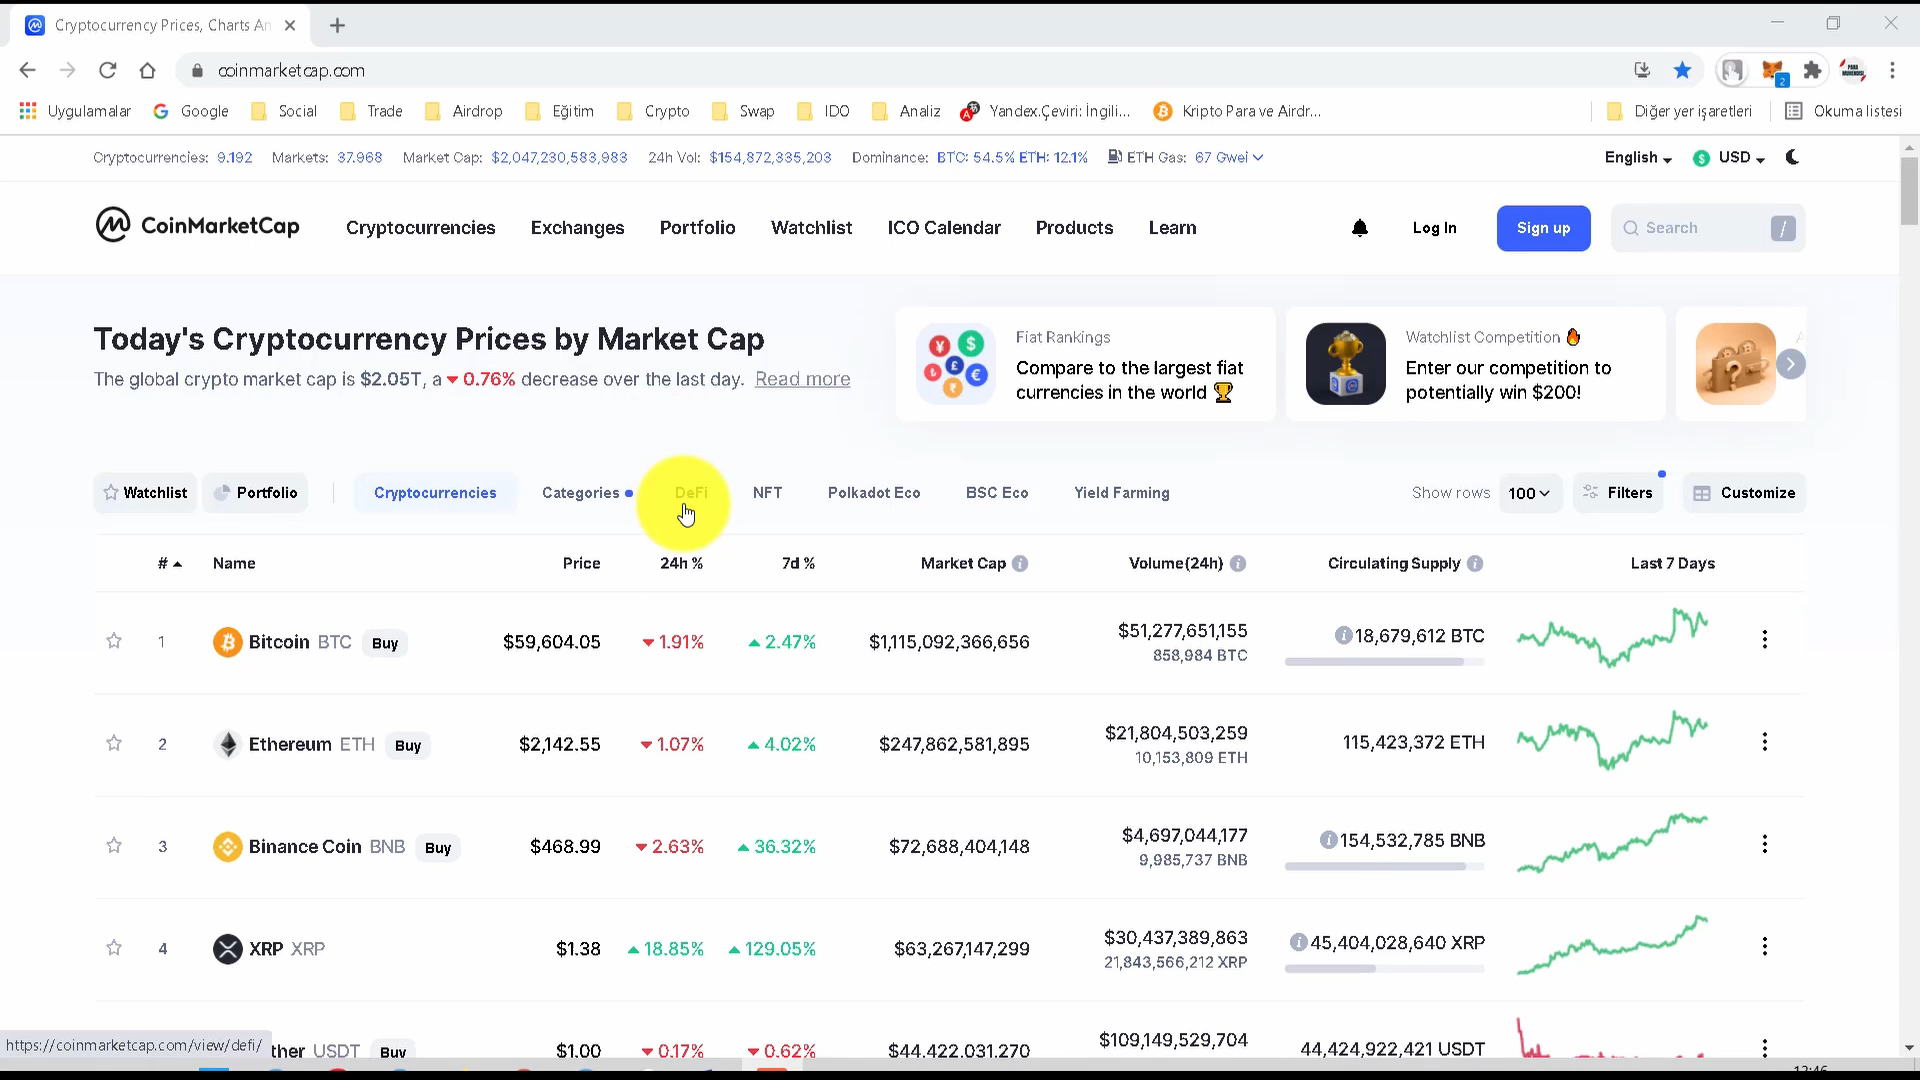 Cryptocurrency Prices, Charts An
coinmarketcap.com
2
Uygulamalar Google Social Trade Airdrop Eğitim Crypto Swap IDO Analiz Yandex.Çeviri: İngili... Kripto Para ve Airdr... Diğer yer işaretleri Okuma listesi
Cryptocurrencies: 9.192 Markets: 37.968 Market Cap: $2,047,230,583,983 24h Vol: $154,872,335,203 Dominance: BTC: 54.5% ETH: 12.1% ETH Gas: 67 Gwei English USD
CoinMarketCap Cryptocurrencies Exchanges Portfolio Watchlist ICO Calendar Products Learn Log In Sign up Search /
Today's Cryptocurrency Prices by Market Cap
The global crypto market cap is $2.05T, a 0.76% decrease over the last day. Read more
Fiat Rankings
Compare to the largest fiat
currencies in the world
Watchlist Competition
Enter our competition to
potentially win $200!
Watchlist Portfolio Cryptocurrencies Categories DeFi NFT Polkadot Eco BSC Eco Yield Farming Show rows 100 Filters Customize
# Name Price 24h % 7d % Market Cap Volume(24h) Circulating Supply Last 7 Days
1 Bitcoin BTC Buy $59,604.05 1.91% 2.47% $1,115,092,366,656 $51,277,651,155 18,679,612 BTC
858,984 BTC
2 Ethereum ETH Buy $2,142.55 1.07% 4.02% $247,862,581,895 $21,804,503,259 115,423,372 ETH
10,153,809 ETH
3 Binance Coin BNB Buy $468.99 2.63% 36.32% $72,688,404,148 $4,697,044,177 154,532,785 BNB
9,985,737 BNB
4 XRP XRP $1.38 18.85% 129.05% $63,267,147,299 $30,437,389,863 45,404,028,640 XRP
21,843,566,212 XRP
ther USDT Buy $1.00 0.17% 0.62% $44,422,031,270 $109,149,529,704 44,424,922,421 USDT
https://coinmarketcap.com/view/defi/